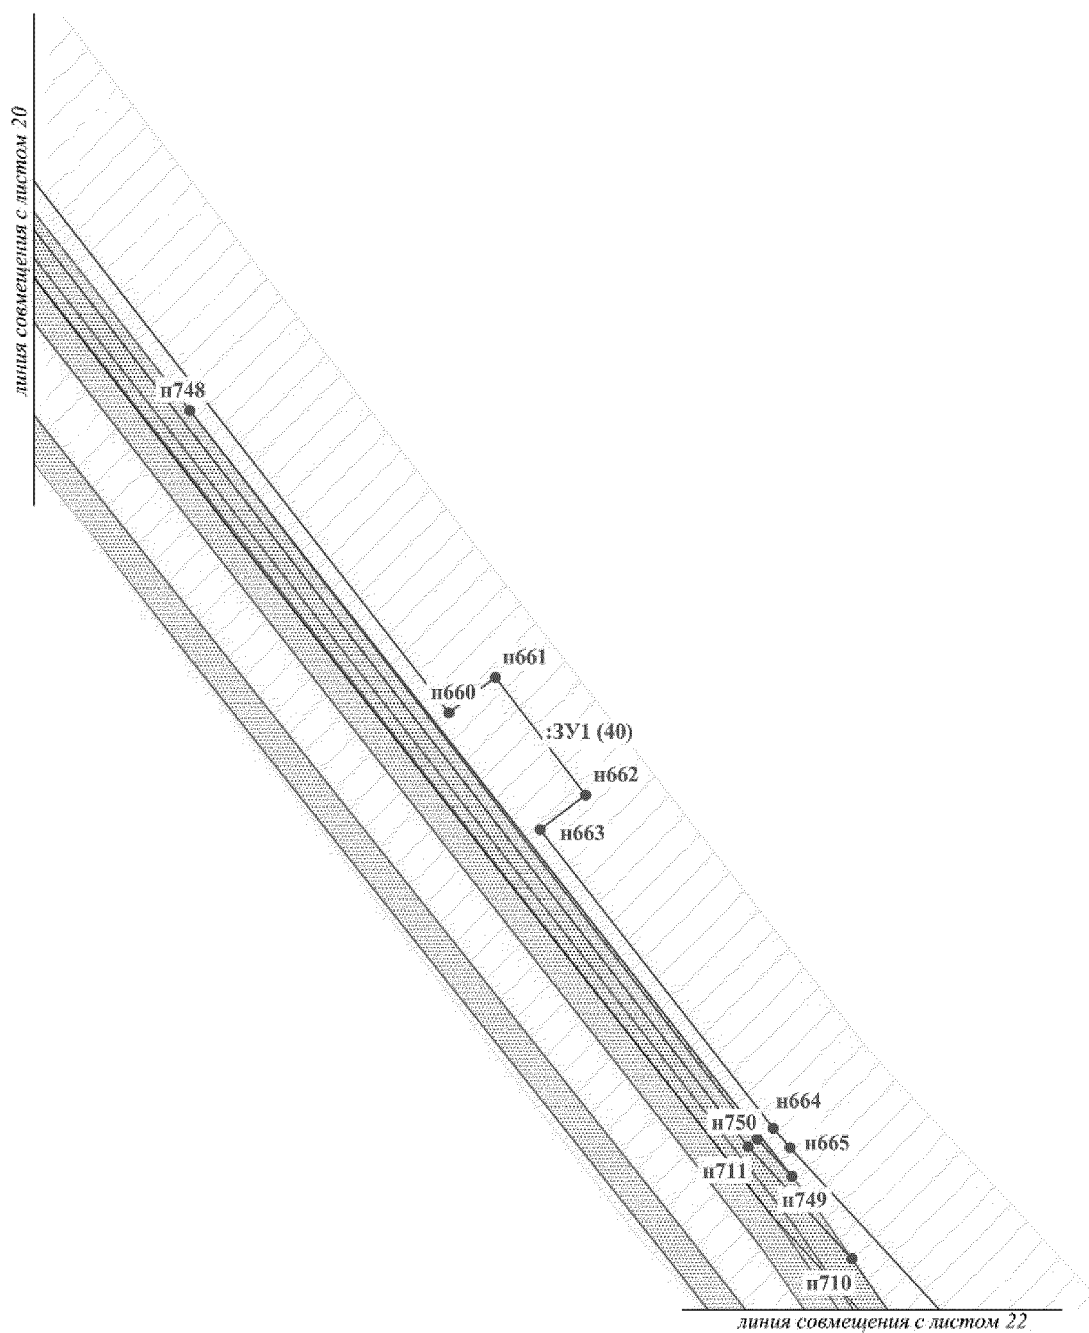 линия совмещения с листом 20
н748
н661
н660
:ЗУ1 (40)
н662
н663
н664
н750
н665
н711
н749
н710
линия совмещения с листом 22